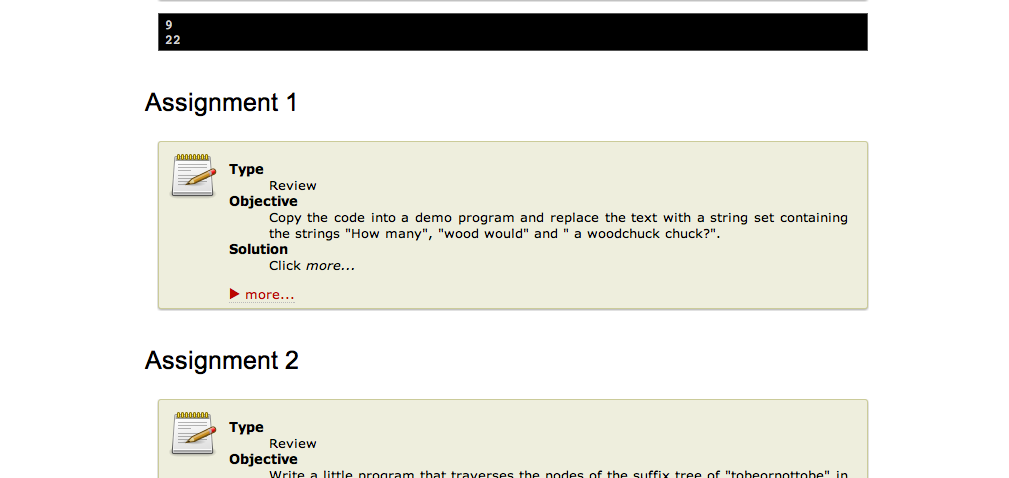 9
22
Assignment 1
Type
Review
Objective
Copy the code into a demo program and replace the text with a string set containing
the strings "How many", "wood would" and " a woodchuck chuck?".
Solution
Click more...
more...
Assignment 2
Type
Review
Objective
Write a little program that traverses the nodes of the suffix tree of "tobeornottobe" in